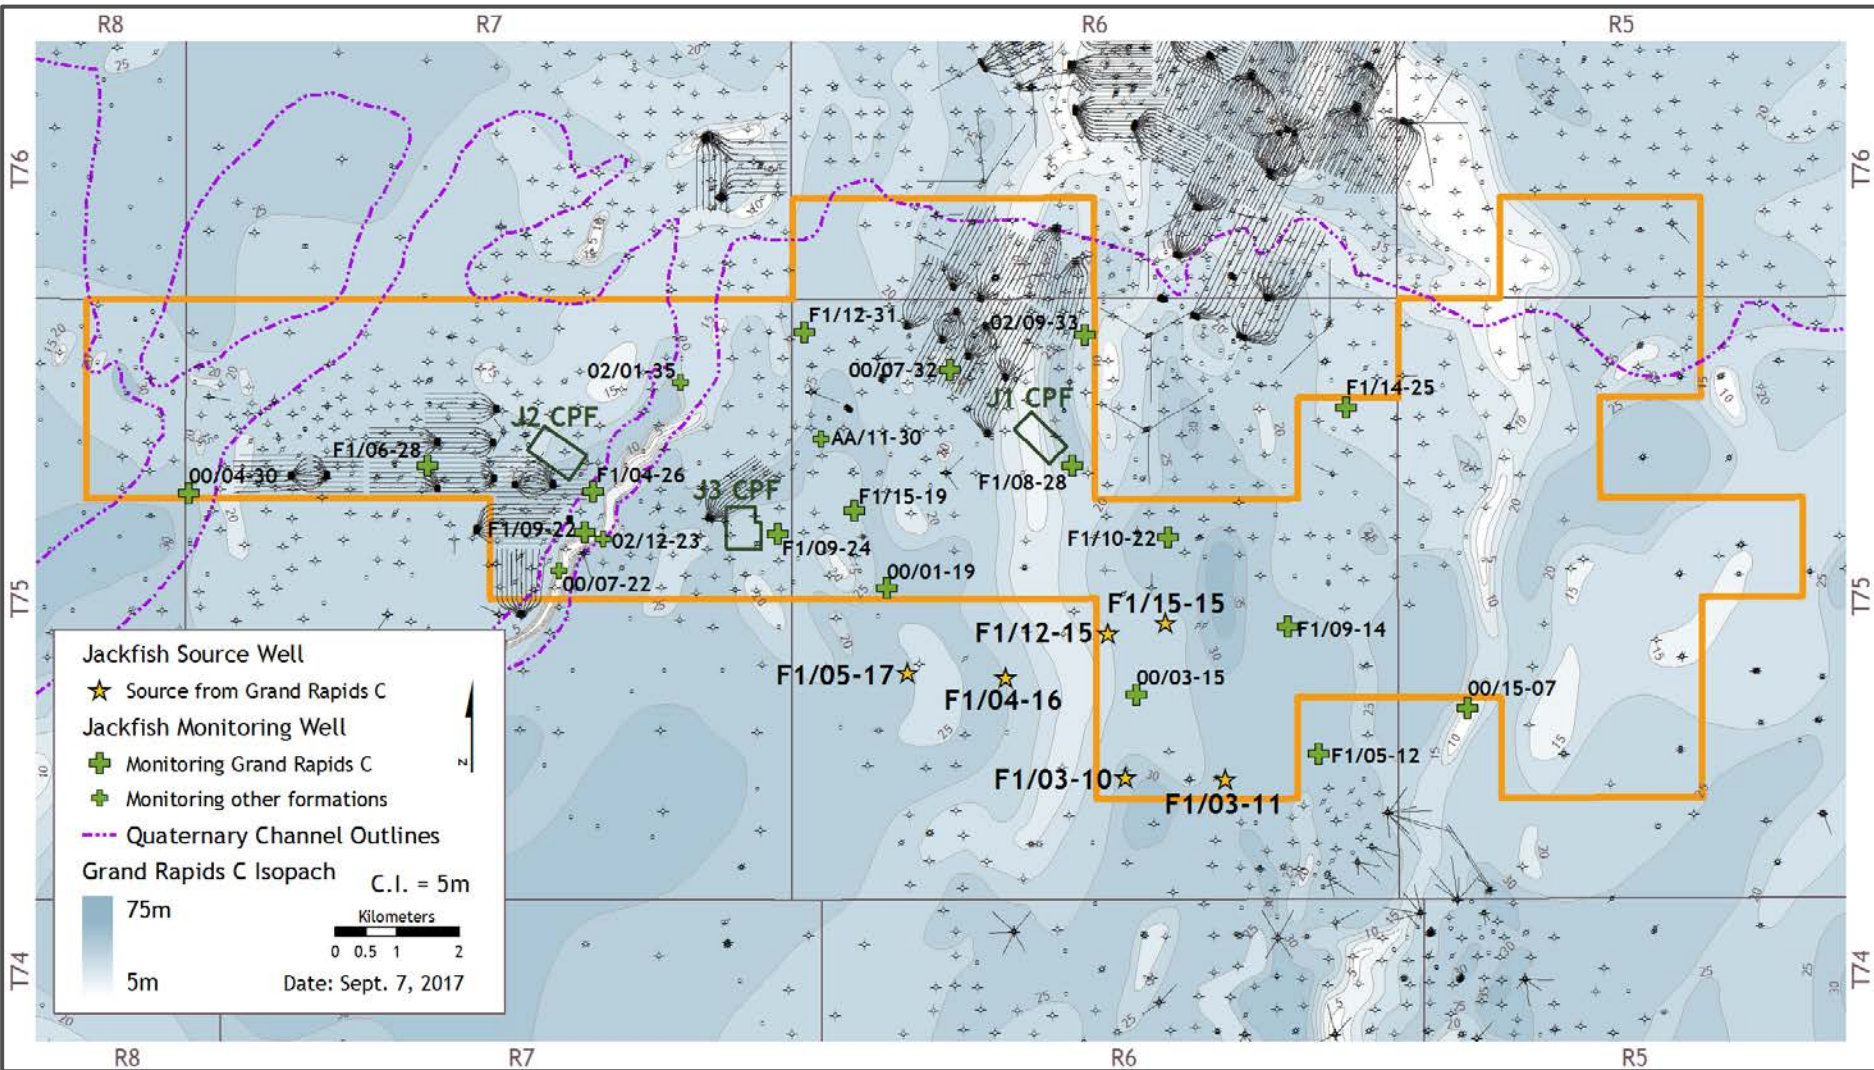 R8 R7 R6 R5
T76 T76
F1/12-31
02/09-33
00/07-32
02/01-35
J1 CPF
F1/14-25
J2 CPF
AA/11-30
F1/06-28
00/04-30
F1/04-26
F1/08-28
J3 CPF
F1/15-19
F1/09-22
02/12-23
F1/09-24
F1/10-22
00/07-22
00/01-19
T75 T75
F1/15-15
F1/12-15
F1/09-14
F1/05-17
00/03-15
F1/04-16
00/15-07
F1/05-12
F1/03-10
F1/03-11
Jackfish Source Well
Source from Grand Rapids C
Jackfish Monitoring Well
Monitoring Grand Rapids C
Monitoring other formations
N
Quaternary Channel Outlines
Grand Rapids C Isopach
C.I. = 5m
75m
5m
Kilometers
0 0.5 1 2
Date: Sept. 7, 2017
T74 T74
R8 R7 R6 R5